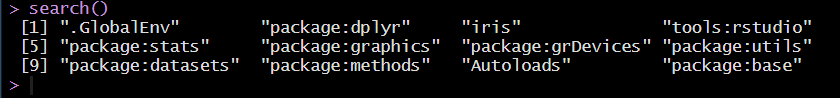 > search()
[1] ".GlobalEnv" "package:dplyr" "iris" "tools:rstudio"
[5] "package:stats" "package:graphics" "package:grDevices" "package:utils"
[9] "package:datasets" "package:methods" "Autoloads" "package:base"
>